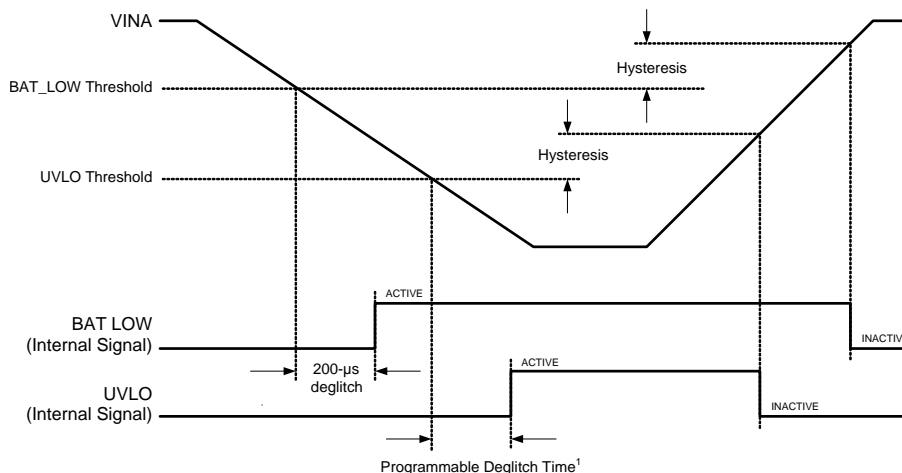 VINA
Hysteresis
BAT_LOW Threshold
Hysteresis
UVLO Threshold
ACTIVE
BAT LOW
(Internal Signal)
INACTIV
200-μs
deglitch
ACTIVE
UVLO
(Internal Signal)
INACTIVE
Programmable Deglitch Time¹